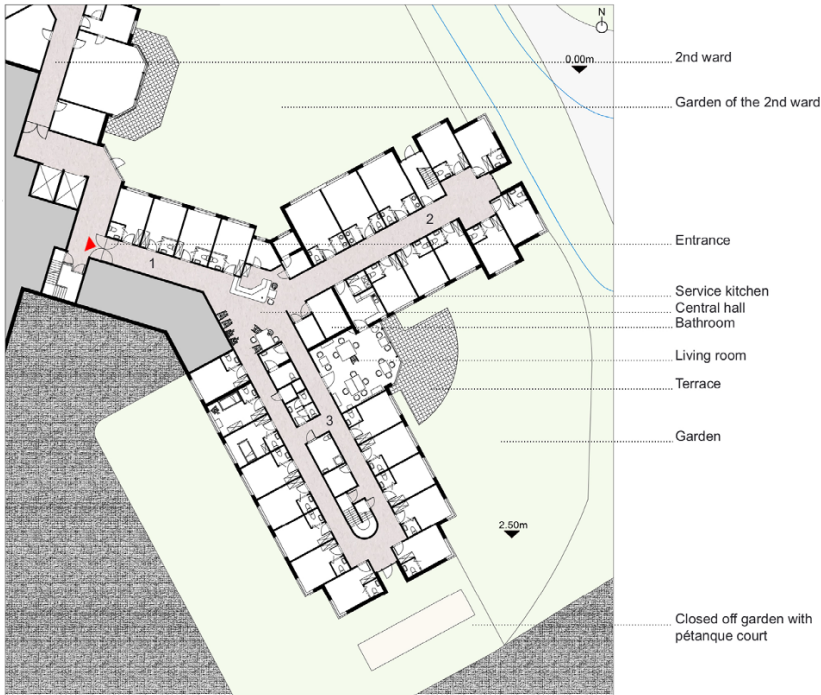 N
0,00m
2nd ward
Garden of the 2nd ward
2
Entrance
1
Service kitchen
Central hall
Bathroom
Living room
Terrace
3
Garden
2.50m
Closed off garden with
pétanque court